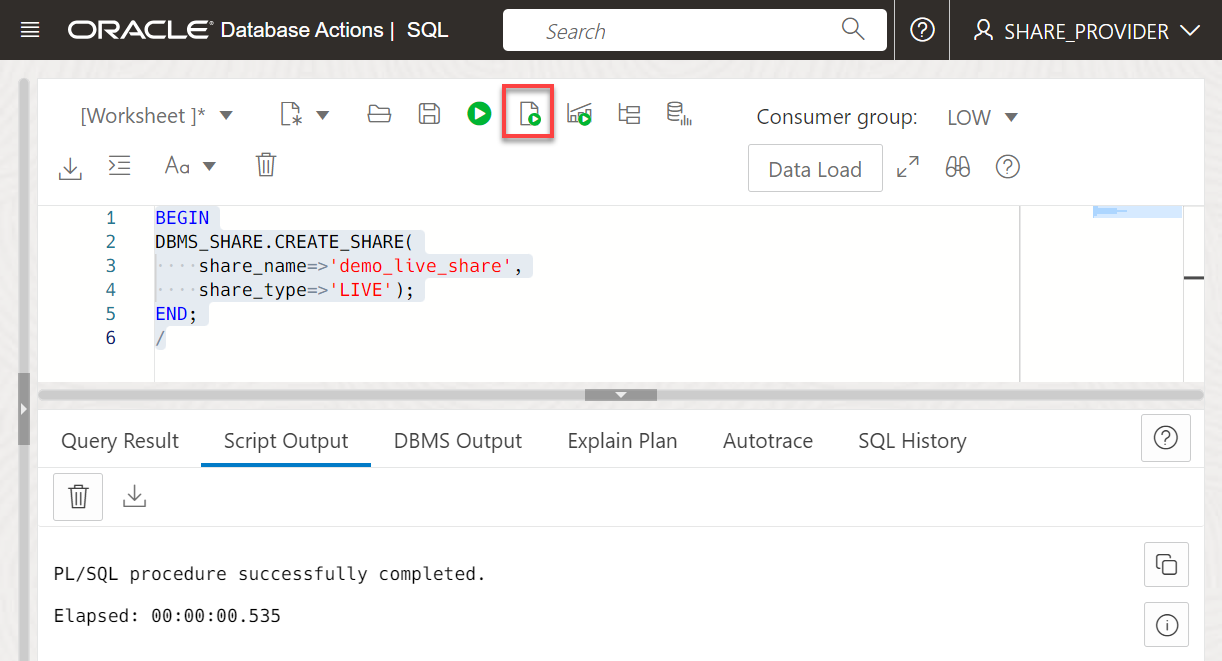 ORACLE Database Actions | SQL
Search
SHARE_PROVIDER
[Worksheet ]*
Consumer group: LOW
Aa
Data Load
1 BEGIN
2 DBMS_SHARE.CREATE_SHARE(
3 ····share_name=>'demo_live_share',
4 ····share_type=>'LIVE');
5 END;
6 /
Query Result Script Output DBMS Output Explain Plan Autotrace SQL History
PL/SQL procedure successfully completed.
Elapsed: 00:00:00.535